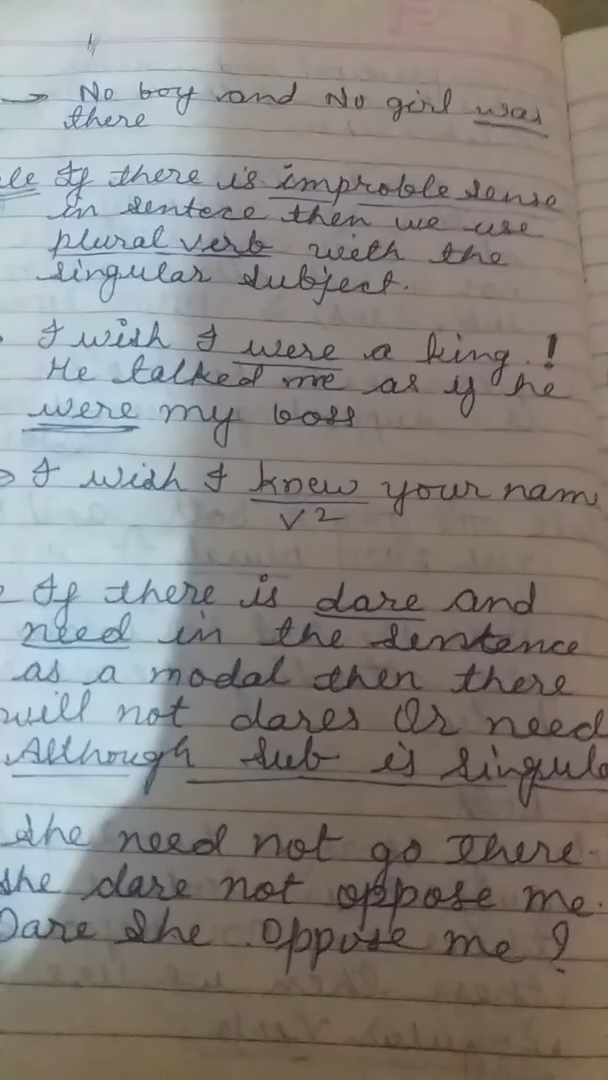 → No boy and No girl was
there
le If there is improble sense
in sentece then we use
plural verb with the
singular subject.
I wish I were a king.!
He talked me as if he
were my boss
I wish I knew your nam
V2
If there is dare and
need in the sentence
as a modal then there
will not dares Or need
Although sub is singula
She need not go there.
she dare not oppose me.
Dare she oppose me?